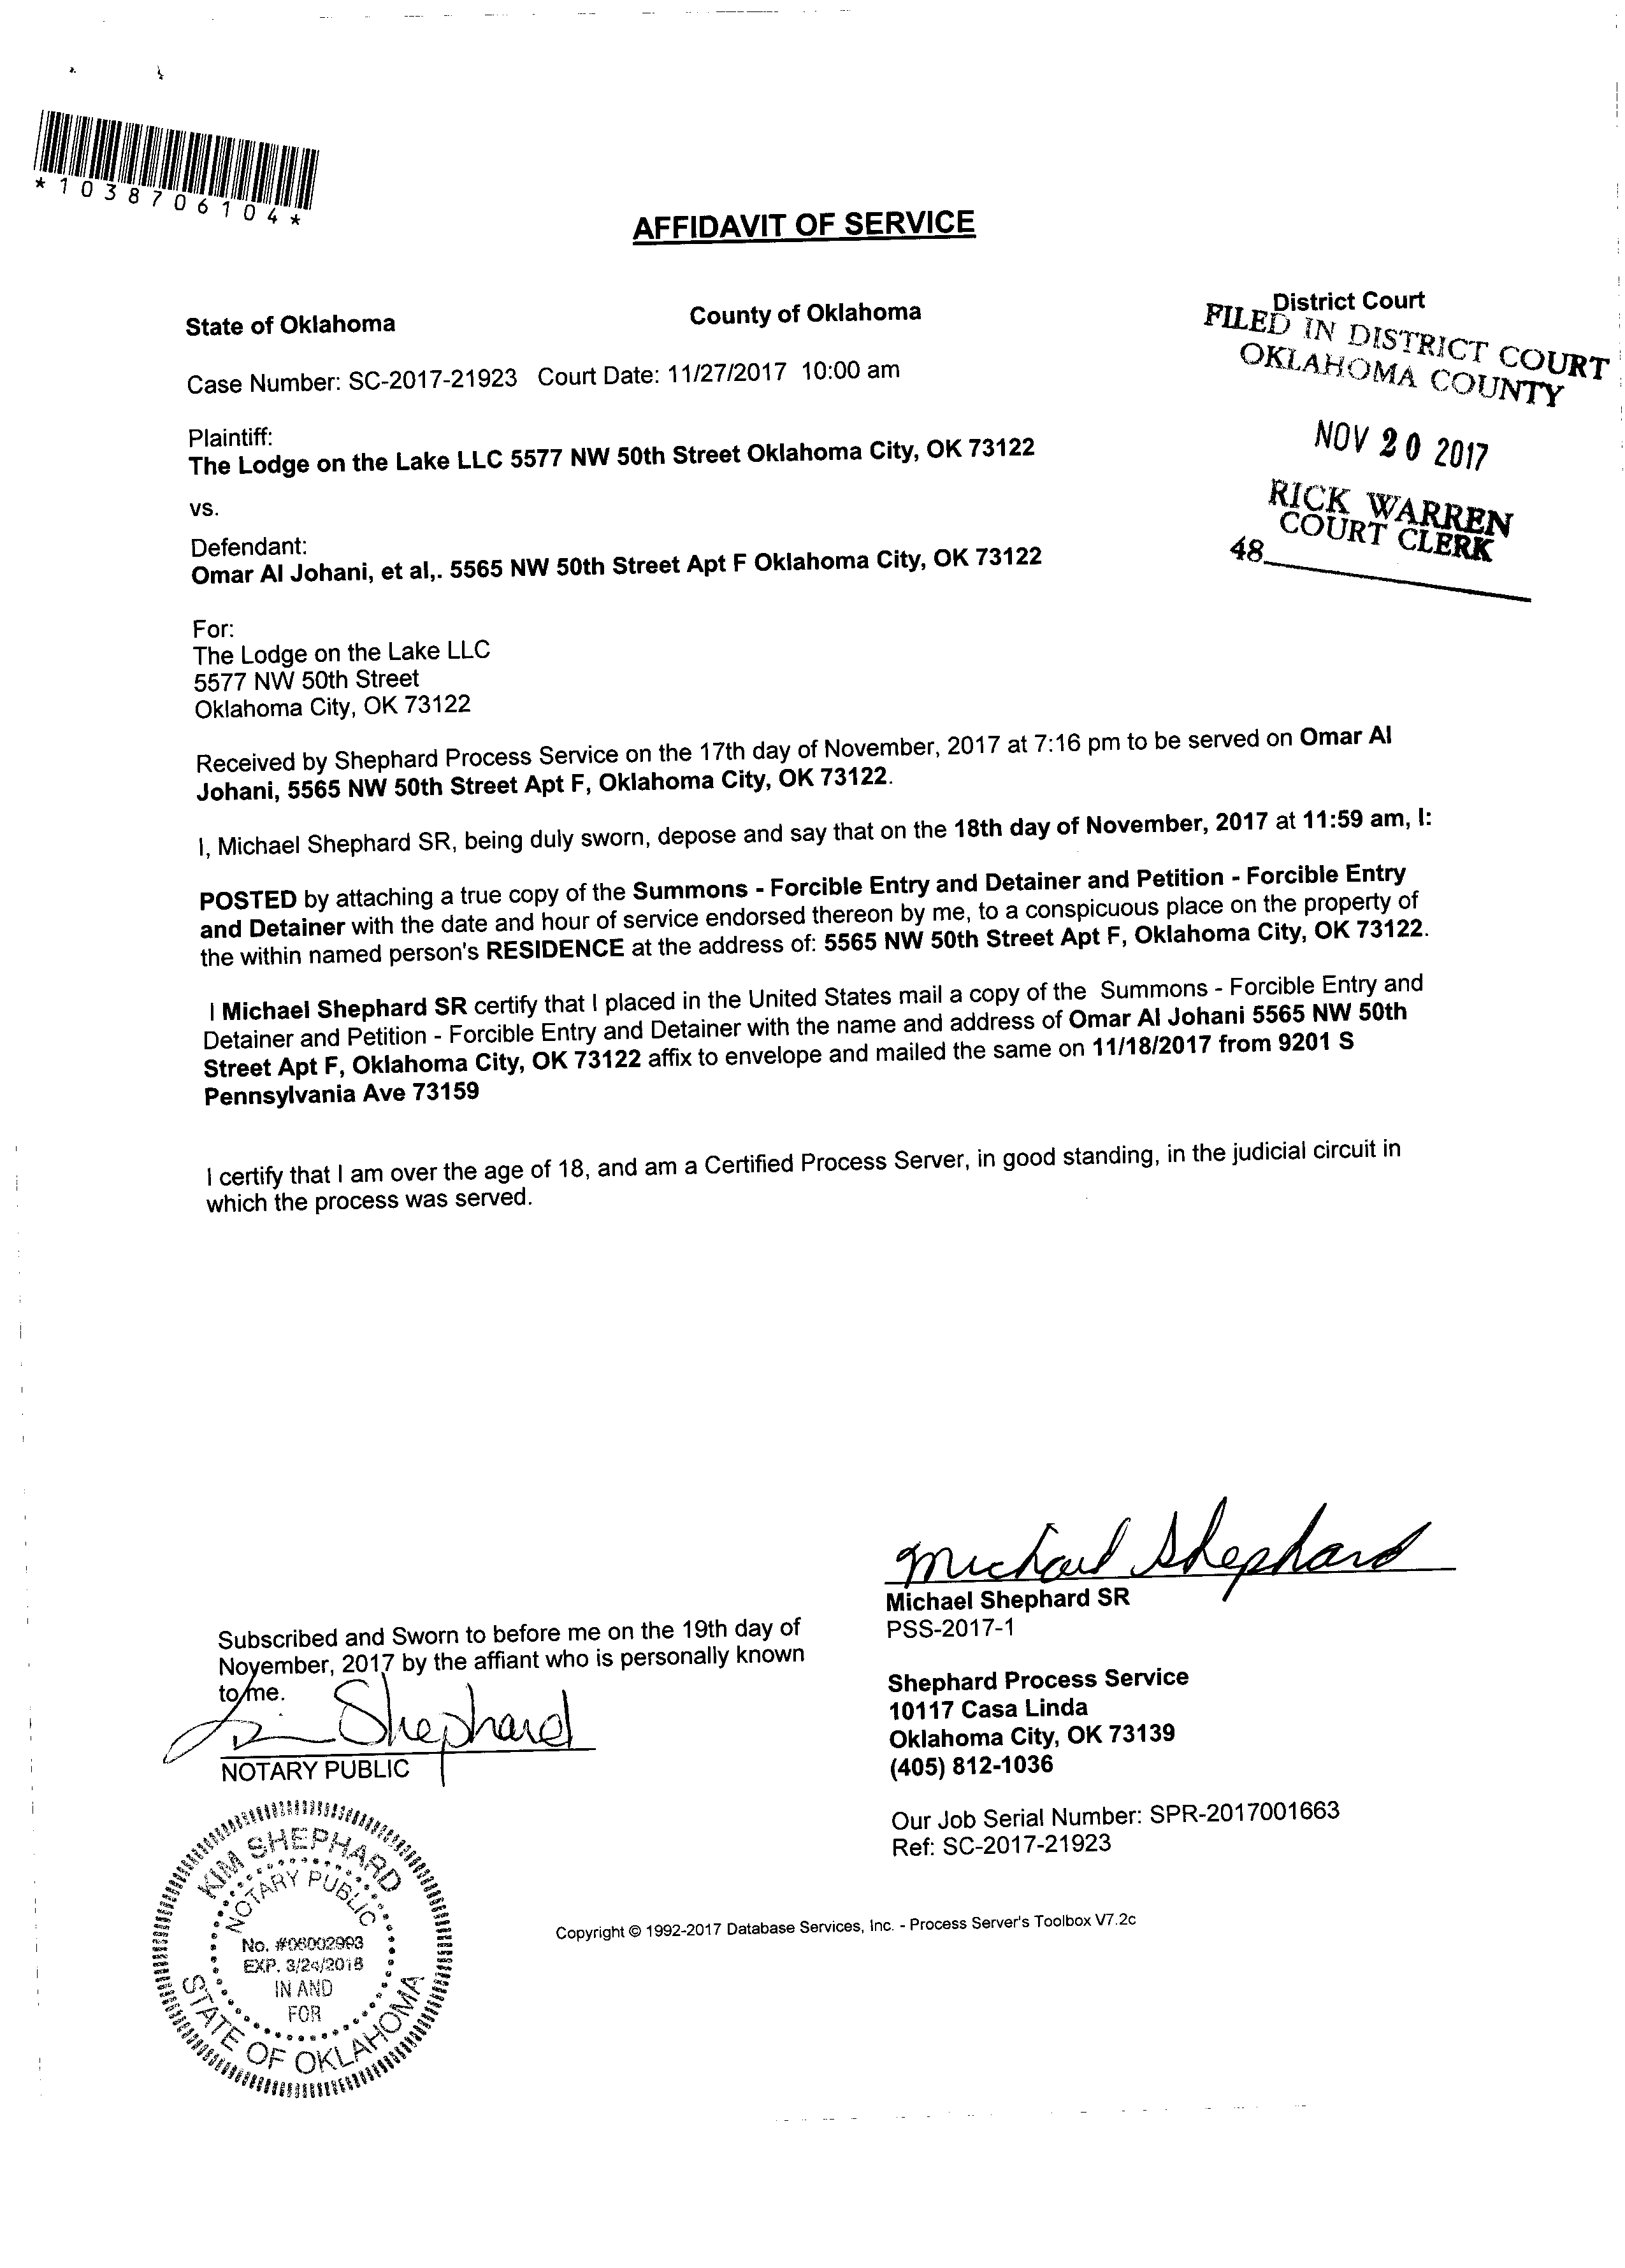 *1038706104*
AFFIDAVIT OF SERVICE
State of Oklahoma County of Oklahoma District Court
FILED IN DISTRICT COURT
OKLAHOMA COUNTY
Case Number: SC-2017-21923 Court Date: 11/27/2017 10:00 am
NOV 20 2017
RICK WARREN
COURT CLERK
48
Plaintiff:
The Lodge on the Lake LLC 5577 NW 50th Street Oklahoma City, OK 73122
vs.
Defendant:
Omar Al Johani, et al,. 5565 NW 50th Street Apt F Oklahoma City, OK 73122
For:
The Lodge on the Lake LLC
5577 NW 50th Street
Oklahoma City, OK 73122
Received by Shephard Process Service on the 17th day of November, 2017 at 7:16 pm to be served on Omar Al
Johani, 5565 NW 50th Street Apt F, Oklahoma City, OK 73122.
I, Michael Shephard SR, being duly sworn, depose and say that on the 18th day of November, 2017 at 11:59 am, I:
POSTED by attaching a true copy of the Summons - Forcible Entry and Detainer and Petition - Forcible Entry
and Detainer with the date and hour of service endorsed thereon by me, to a conspicuous place on the property of
the within named person's RESIDENCE at the address of: 5565 NW 50th Street Apt F, Oklahoma City, OK 73122.
I Michael Shephard SR certify that I placed in the United States mail a copy of the Summons - Forcible Entry and
Detainer and Petition - Forcible Entry and Detainer with the name and address of Omar Al Johani 5565 NW 50th
Street Apt F, Oklahoma City, OK 73122 affix to envelope and mailed the same on 11/18/2017 from 9201 S
Pennsylvania Ave 73159
I certify that I am over the age of 18, and am a Certified Process Server, in good standing, in the judicial circuit in
which the process was served.
Michael Shephard
Michael Shephard SR
PSS-2017-1
Subscribed and Sworn to before me on the 19th day of
November, 2017 by the affiant who is personally known
to me.
Kim Shephard
NOTARY PUBLIC
Shephard Process Service
10117 Casa Linda
Oklahoma City, OK 73139
(405) 812-1036
Our Job Serial Number: SPR-2017001663
Ref: SC-2017-21923
KIM SHEPHARD
NOTARY PUBLIC
No. #06002993
EXP. 3/24/2018
IN AND
FOR
STATE OF OKLAHOMA
Copyright © 1992-2017 Database Services, Inc. - Process Server's Toolbox V7.2c